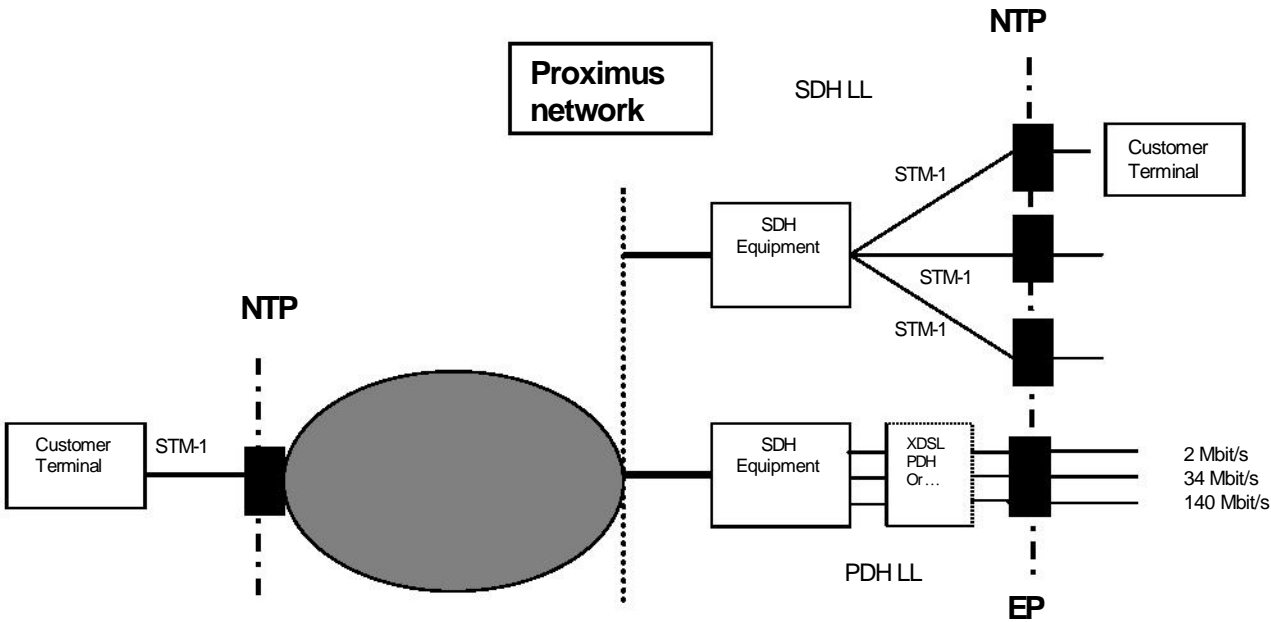 NTP
Proximus
network
SDH LL
STM-1
Customer
Terminal
SDH
Equipment
STM-1
STM-1
NTP
Customer
Terminal
STM-1
SDH
Equipment
XDSL
PDH
Or…
2 Mbit/s
34 Mbit/s
140 Mbit/s
PDH LL
EP